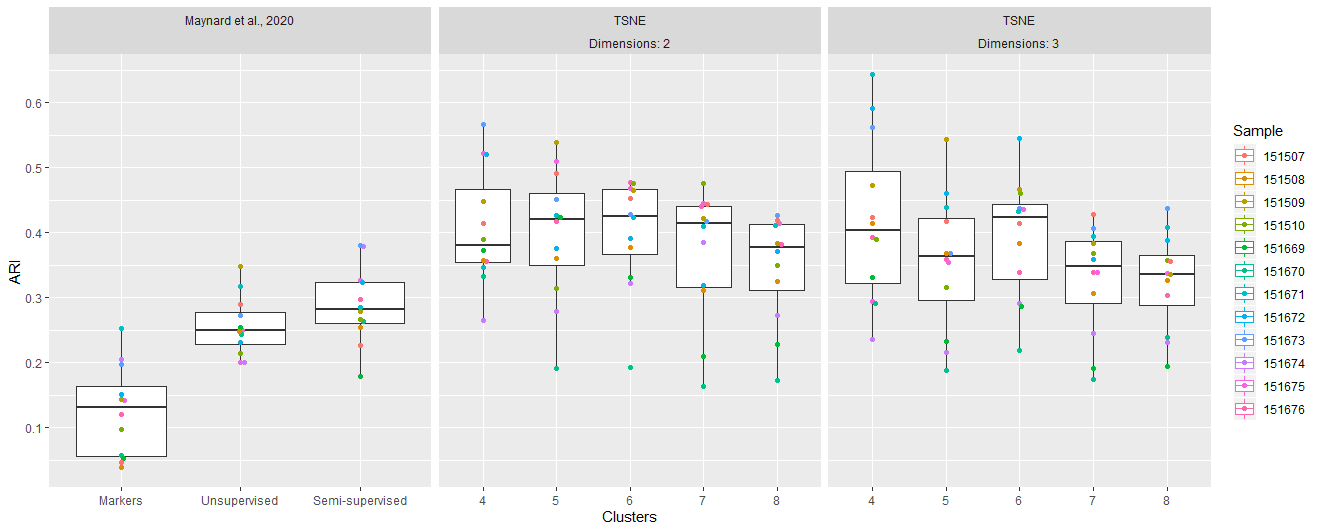 Maynard et al., 2020
TSNE
TSNE
Dimensions: 2
Dimensions: 3
ARI
0.6
0.5
0.4
0.3
0.2
0.1
Markers
Unsupervised
Semi-supervised
4
5
6
7
8
4
5
6
7
8
Clusters
Sample
151507
151508
151509
151510
151669
151670
151671
151672
151673
151674
151675
151676